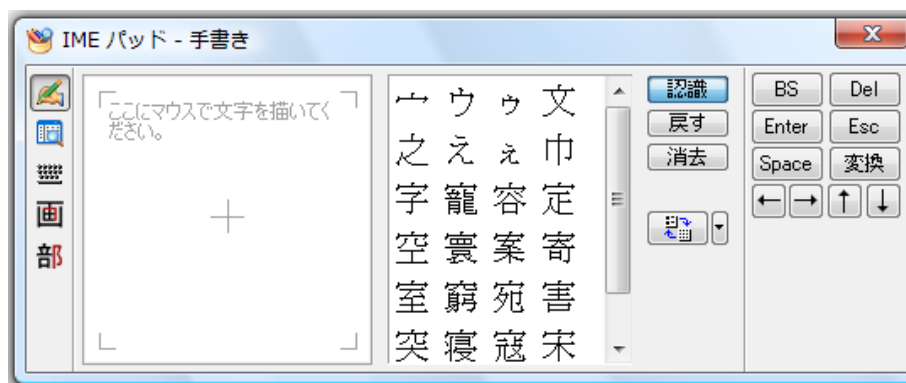 IME パッド - 手書き
ここにマウスで文字を描いてく
ださい。
画
部
宀 ウ ゥ 文
之 え ぇ 巾
字 寵 容 定
空 寰 案 寄
室 窮 宛 害
突 寝 寇 宋
認識
戻す
消去
BS Del
Enter Esc
Space 変換
← → ↑ ↓